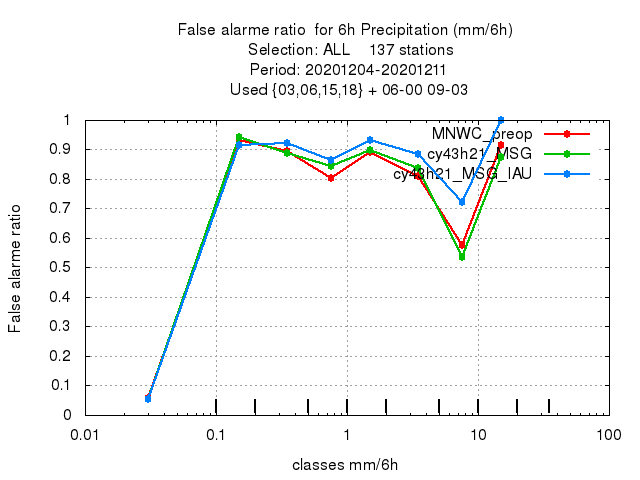 False alarme ratio  for 6h Precipitation (mm/6h)
Selection: ALL    137 stations
Period: 20201204-20201211
Used {03,06,15,18} + 06-00 09-03
MNWC_preop
cy43h21_MSG
cy43h21_MSG_IAU
1
0.9
0.8
0.7
0.6
0.5
0.4
0.3
0.2
0.1
0
False alarme ratio
0.01 0.1 1 10 100
classes mm/6h